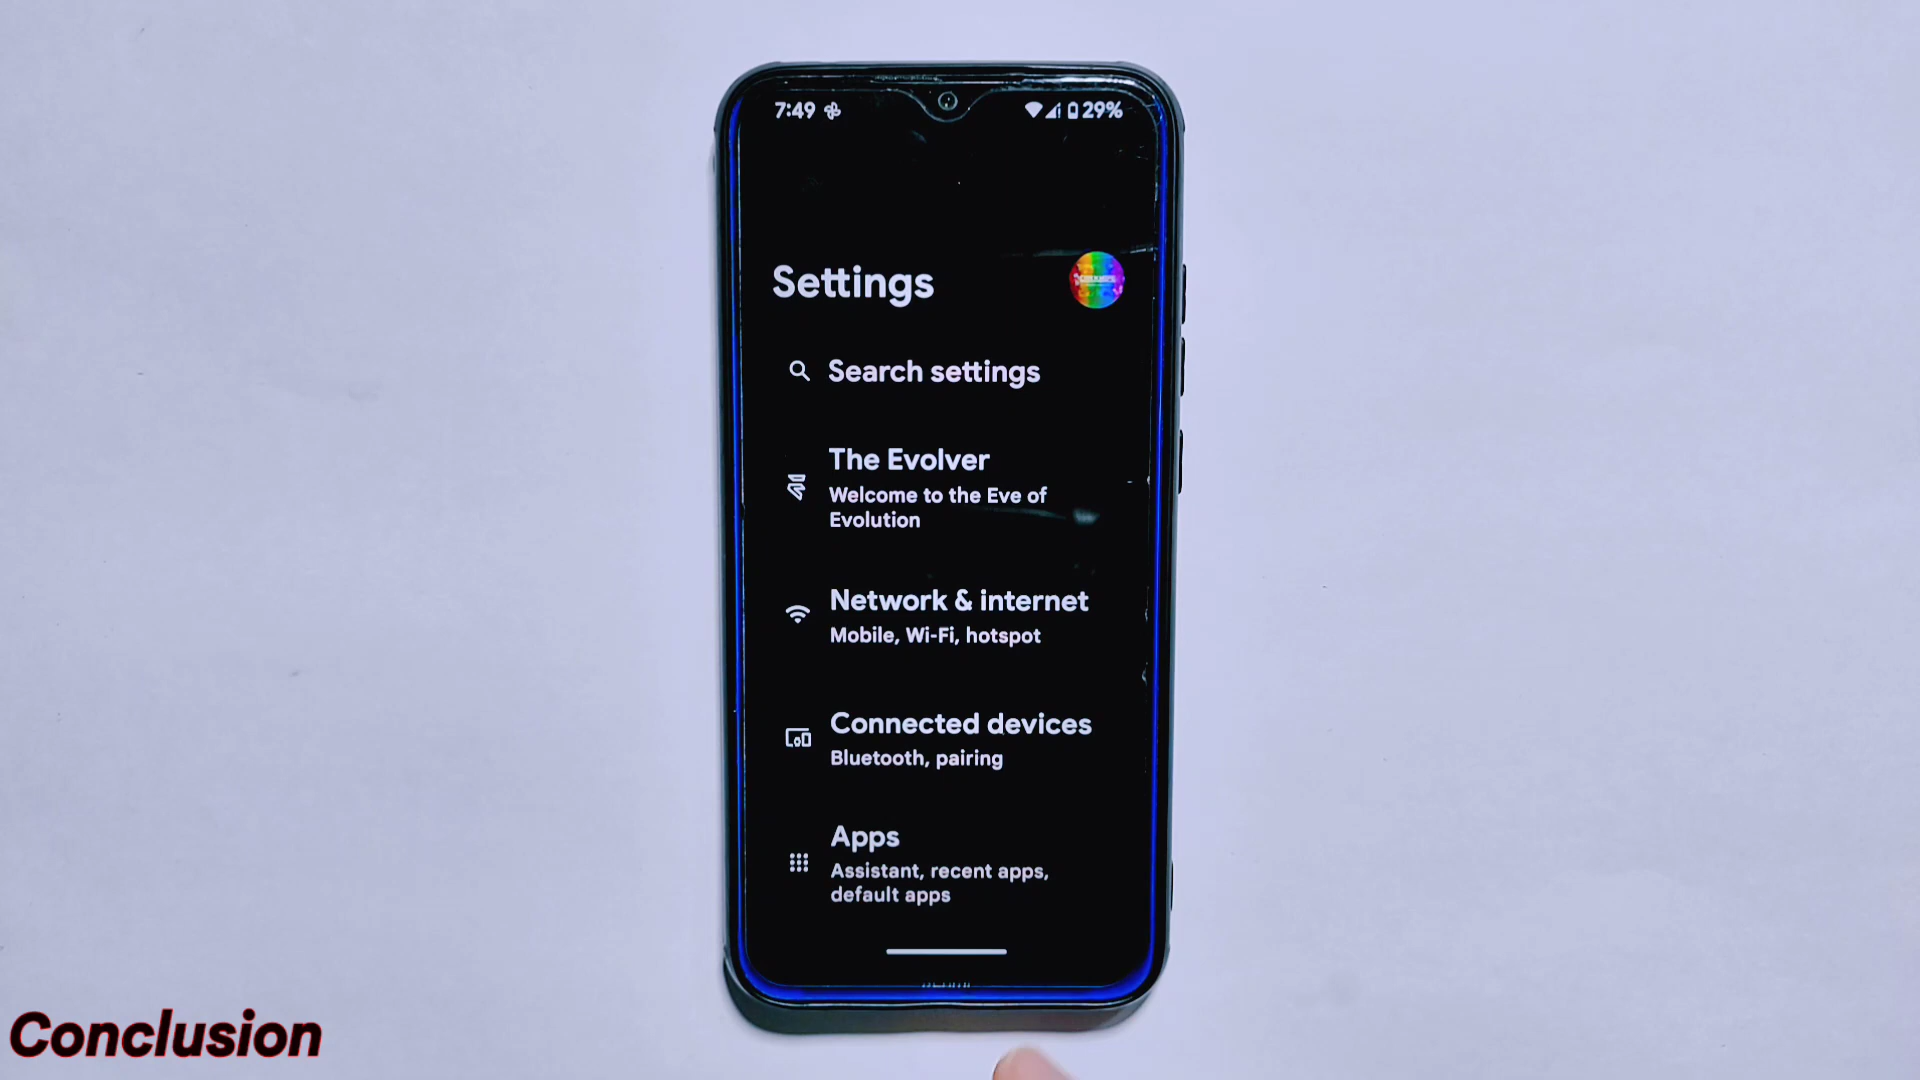 7:49
29%
Settings
Search settings
The Evolver
Welcome to the Eve of
Evolution
Network & internet
Mobile, Wi-Fi, hotspot
Connected devices
Bluetooth, pairing
Apps
Assistant, recent apps,
default apps
Conclusion